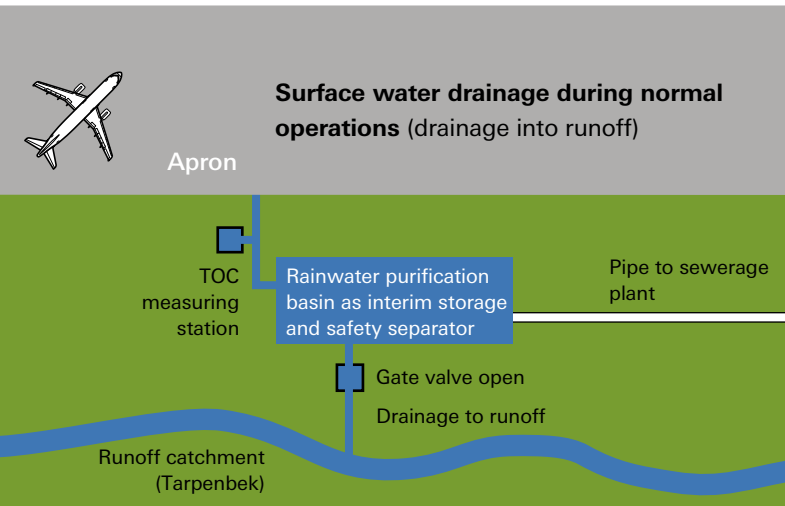 Surface water drainage during normal
operations (drainage into runoff)
Apron
TOC
measuring
station
Rainwater purification
basin as interim storage
and safety separator
Pipe to sewerage
plant
Gate valve open
Drainage to runoff
Runoff catchment
(Tarpenbek)